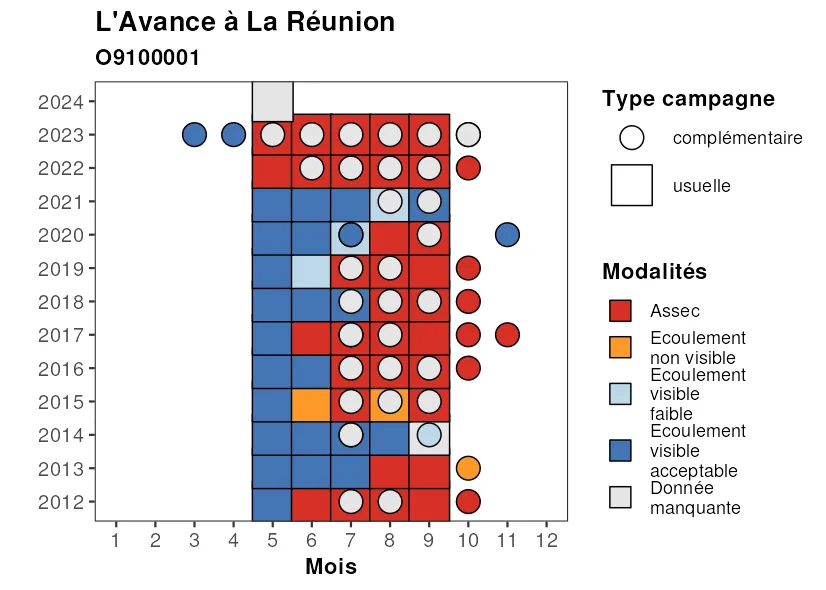 L'Avance à La Réunion
O9100001
2024
2023
2022
2021
2020
2019
2018
2017
2016
2015
2014
2013
2012
1 2 3 4 5 6 7 8 9 10 11 12
Mois
Type campagne
complémentaire
usuelle
Modalités
Assec
Ecoulement
non visible
Ecoulement
visible
faible
Ecoulement
visible
acceptable
Donnée
manquante